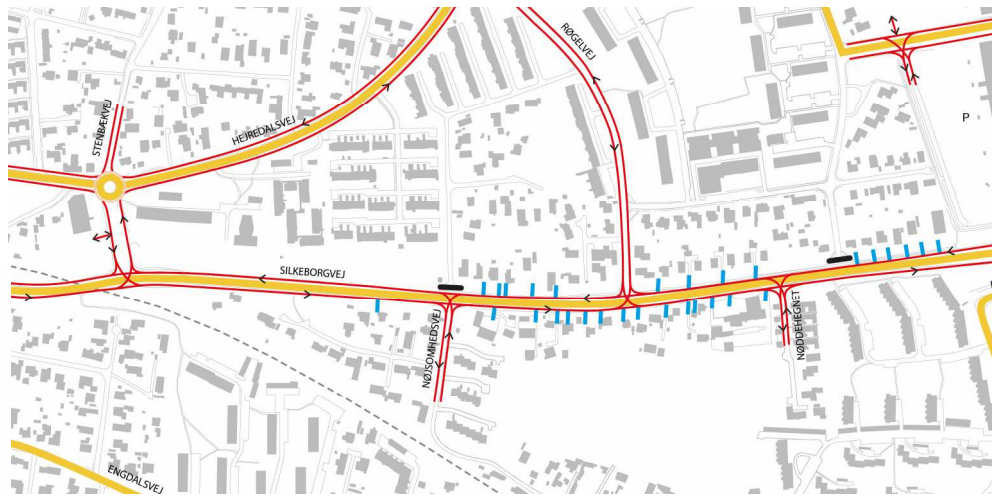 RØGELVEJ
STENBÆKVEJ
HEJREDALSVEJ
P
SILKEBORGVEJ
NØJSOMHEDSVEJ
NØDDEHEGNET
ENGDALSVEJ